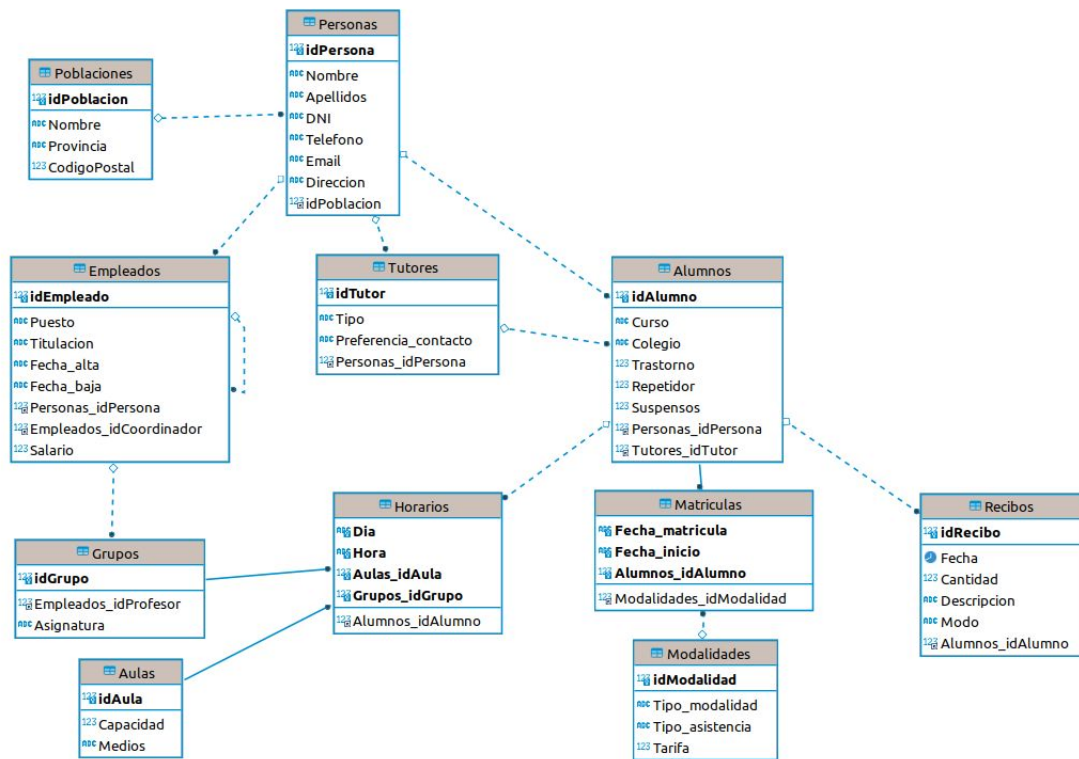 Personas
idPersona
Nombre
Apellidos
DNI
Telefono
Email
Direccion
idPoblacion
Poblaciones
idPoblacion
Nombre
Provincia
CodigoPostal
Empleados
idEmpleado
Puesto
Titulacion
Fecha_alta
Fecha_baja
Personas_idPersona
Empleados_idCoordinador
Salario
Tutores
idTutor
Tipo
Preferencia_contacto
Personas_idPersona
Alumnos
idAlumno
Curso
Colegio
Trastorno
Repetidor
Suspensos
Personas_idPersona
Tutores_idTutor
Grupos
idGrupo
Empleados_idProfesor
Asignatura
Horarios
Dia
Hora
Aulas_idAula
Grupos_idGrupo
Alumnos_idAlumno
Matriculas
Fecha_matricula
Fecha_inicio
Alumnos_idAlumno
Modalidades_idModalidad
Recibos
idRecibo
Fecha
Cantidad
Descripcion
Modo
Alumnos_idAlumno
Aulas
idAula
Capacidad
Medios
Modalidades
idModalidad
Tipo_modalidad
Tipo_asistencia
Tarifa